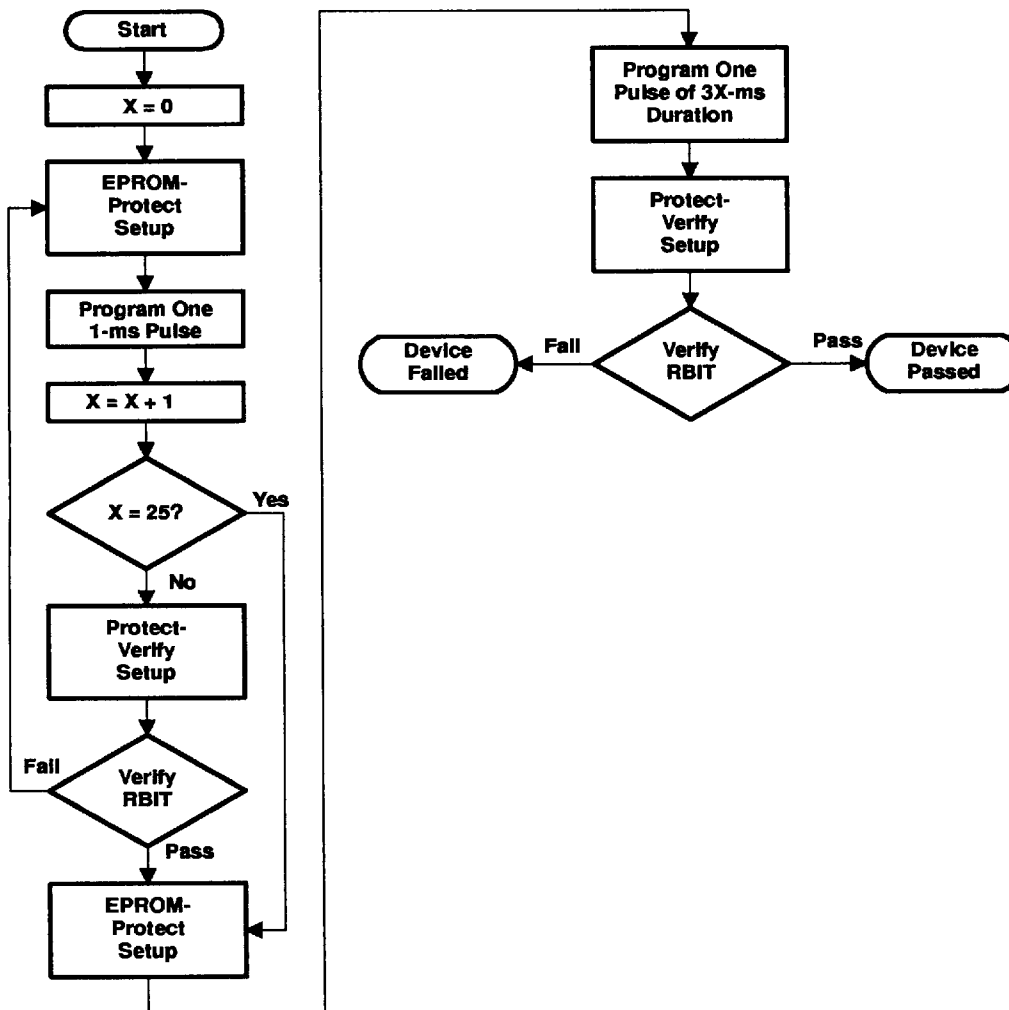 Start
X = 0
EPROM-
Protect
Setup
Program One
1-ms Pulse
X = X + 1
X = 25?
Yes
No
Protect-
Verify
Setup
Fail
Verify
RBIT
Pass
EPROM-
Protect
Setup
Program One
Pulse of 3X-ms
Duration
Protect-
Verify
Setup
Device
Failed
Fail
Verify
RBIT
Pass
Device
Passed